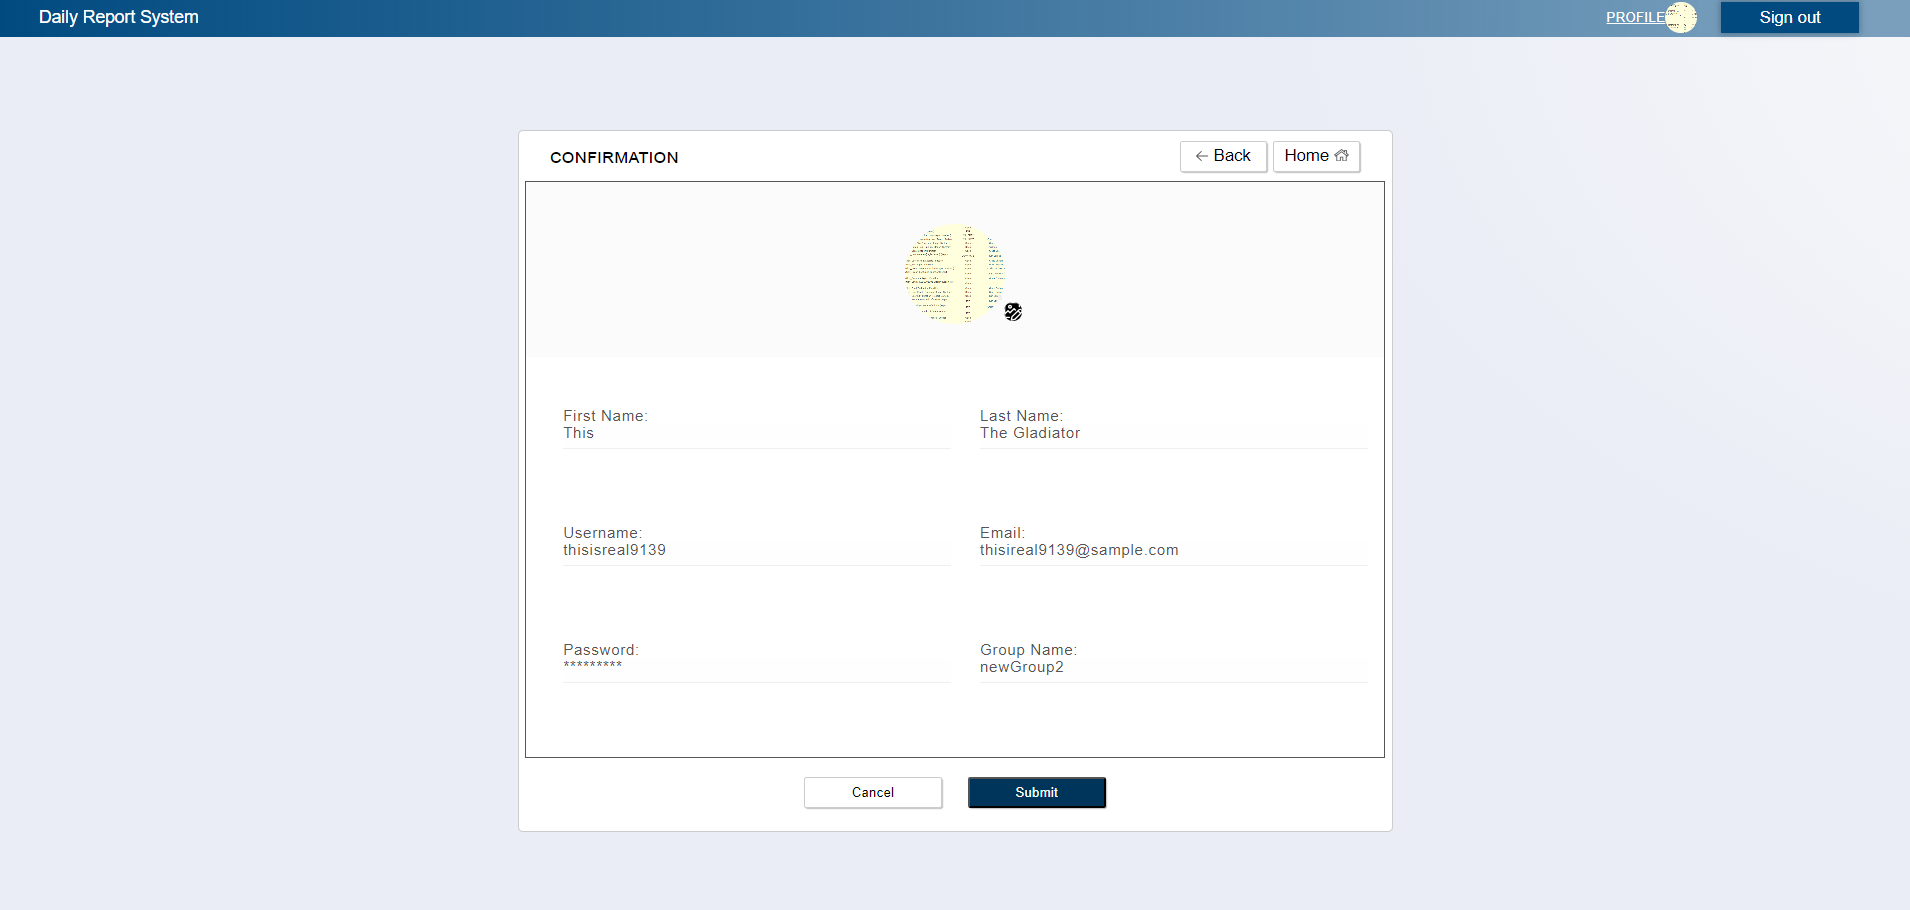 Daily Report System
PROFILE
Sign out
CONFIRMATION
Back
Home
First Name:
This
Last Name:
The Gladiator
Username:
thisisreal9139
Email:
thisireal9139@sample.com
Password:
*********
Group Name:
newGroup2
Cancel
Submit